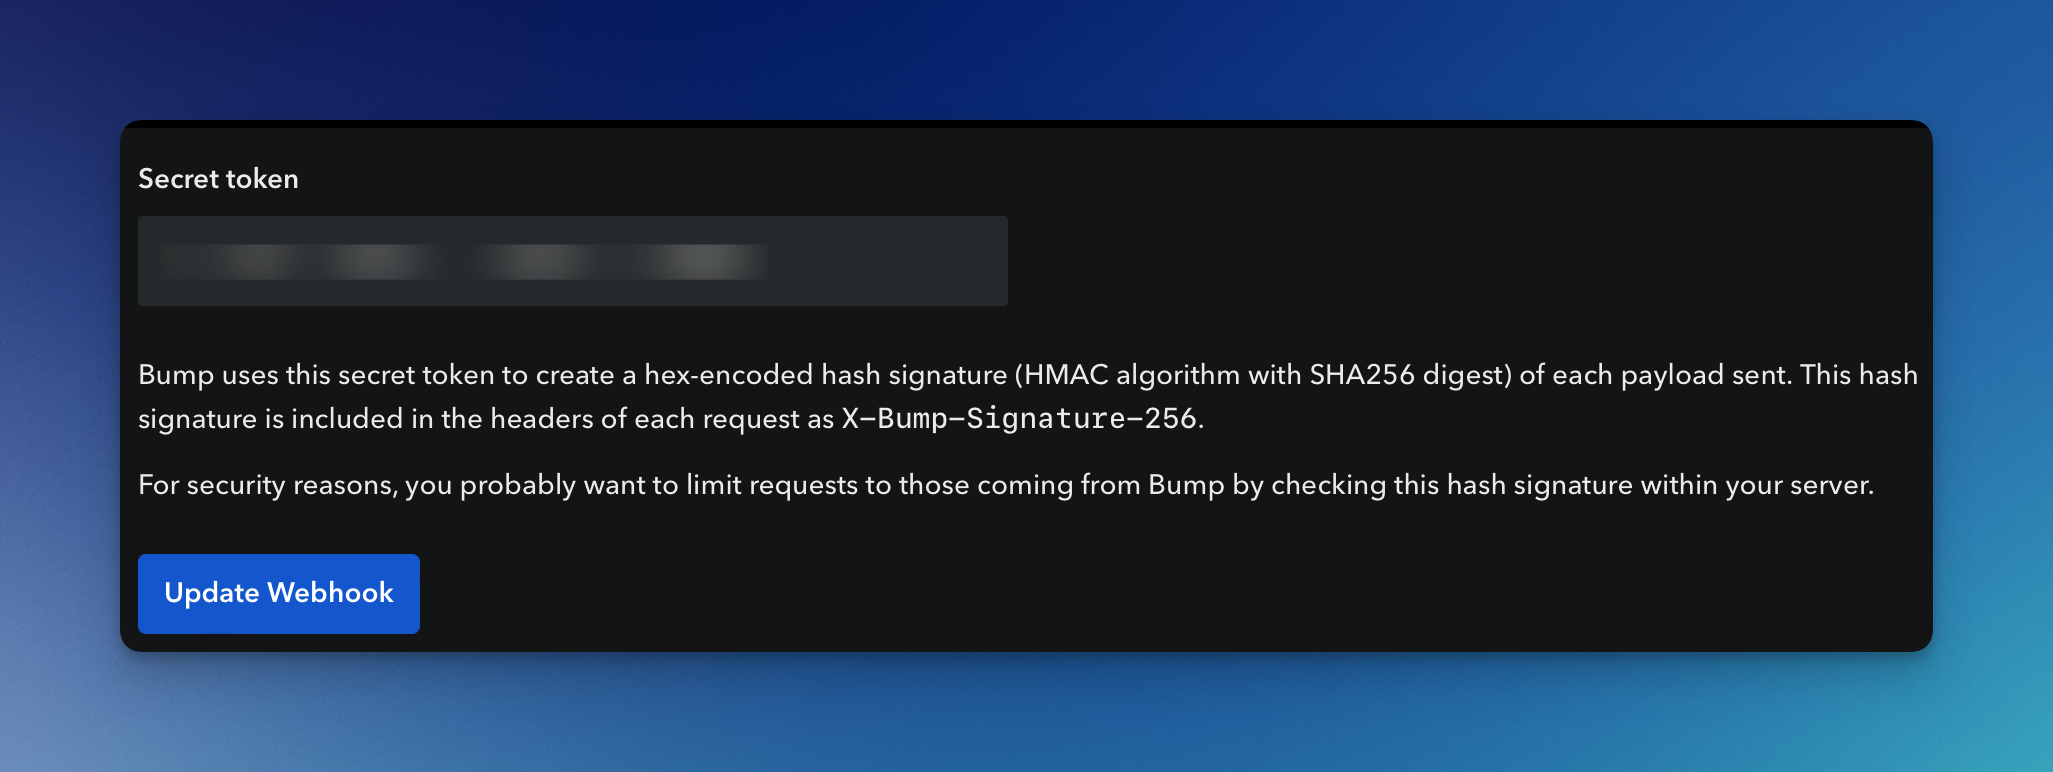 Secret token
Bump uses this secret token to create a hex-encoded hash signature (HMAC algorithm with SHA256 digest) of each payload sent. This hash
signature is included in the headers of each request as X-Bump-Signature-256.
For security reasons, you probably want to limit requests to those coming from Bump by checking this hash signature within your server.
Update Webhook